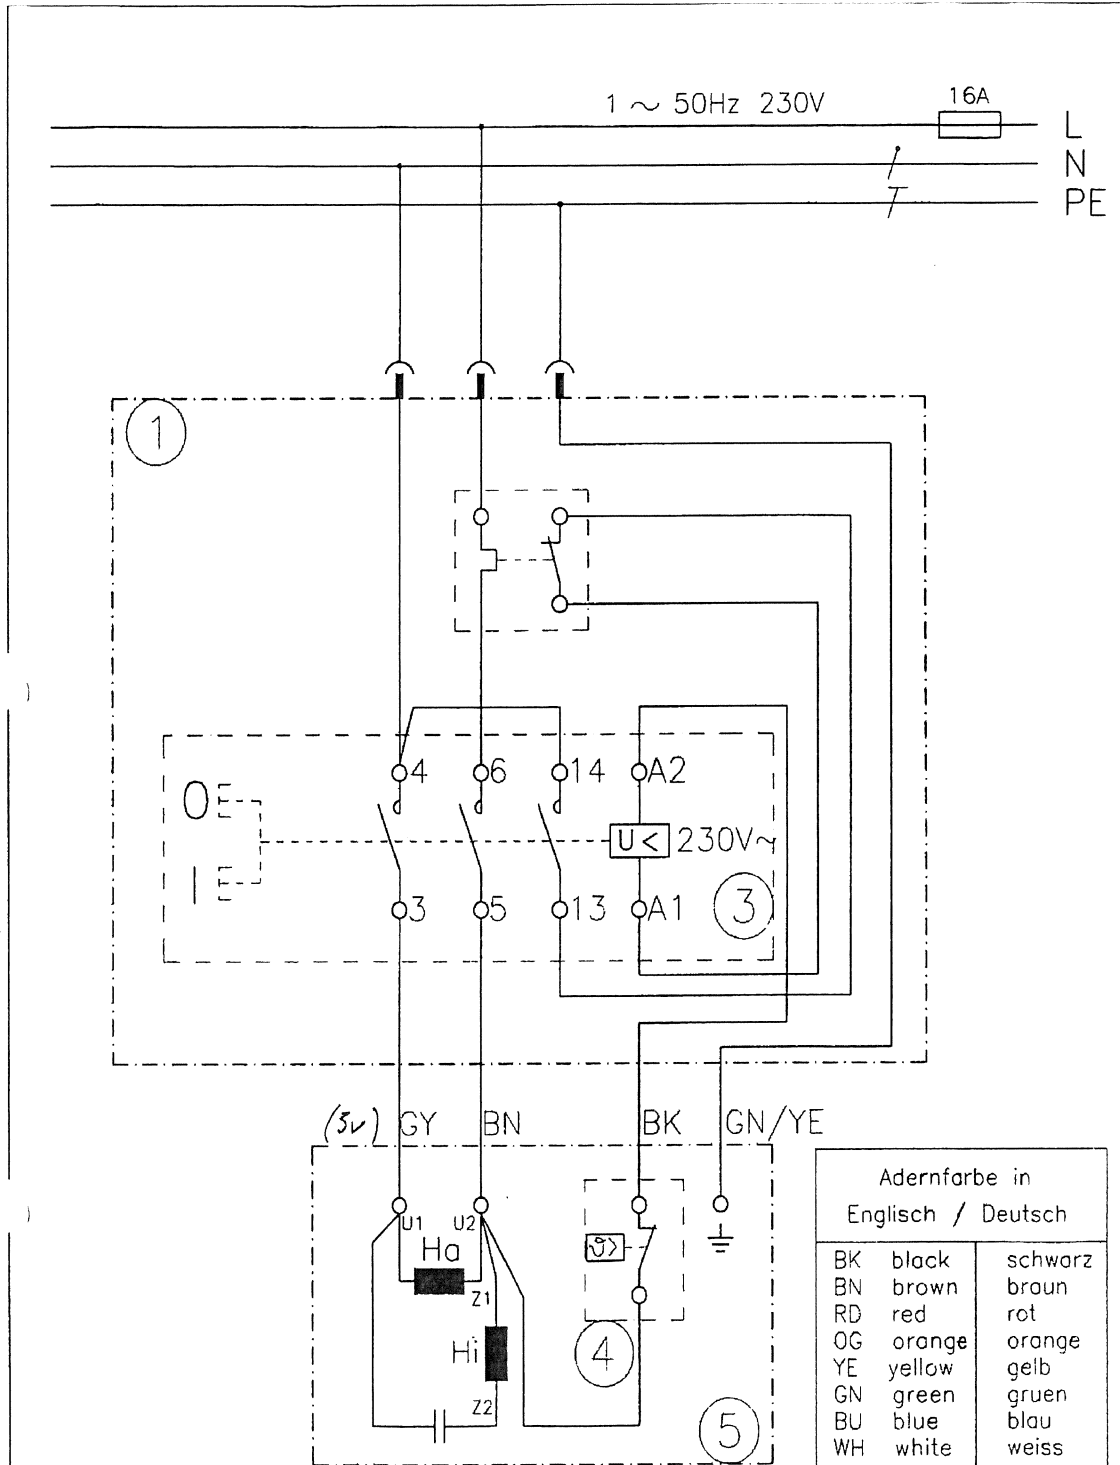 1 ~ 50Hz 230V
16A
L
N
PE
1
4
6
14
A2
O
I
U<
230V~
3
5
13
A1
3
GY
BN
BK
GN/YE
U1
U2
Ha
Z1
Hi
Z2
ϑ>
4
5
Adernfarbe in
Englisch / Deutsch
BK black schwarz
BN brown braun
RD red rot
OG orange orange
YE yellow gelb
GN green gruen
BU blue blau
WH white weiss